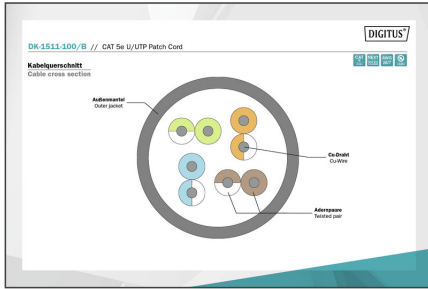 DIGITUS®
DK-1511-100/B // CAT 5e U/UTP Patch Cord
Kabelquerschnitt
Cable cross section
Außenmantel
Outer jacket
Cu-Draht
Cu-Wire
Adernpaare
Twisted pair